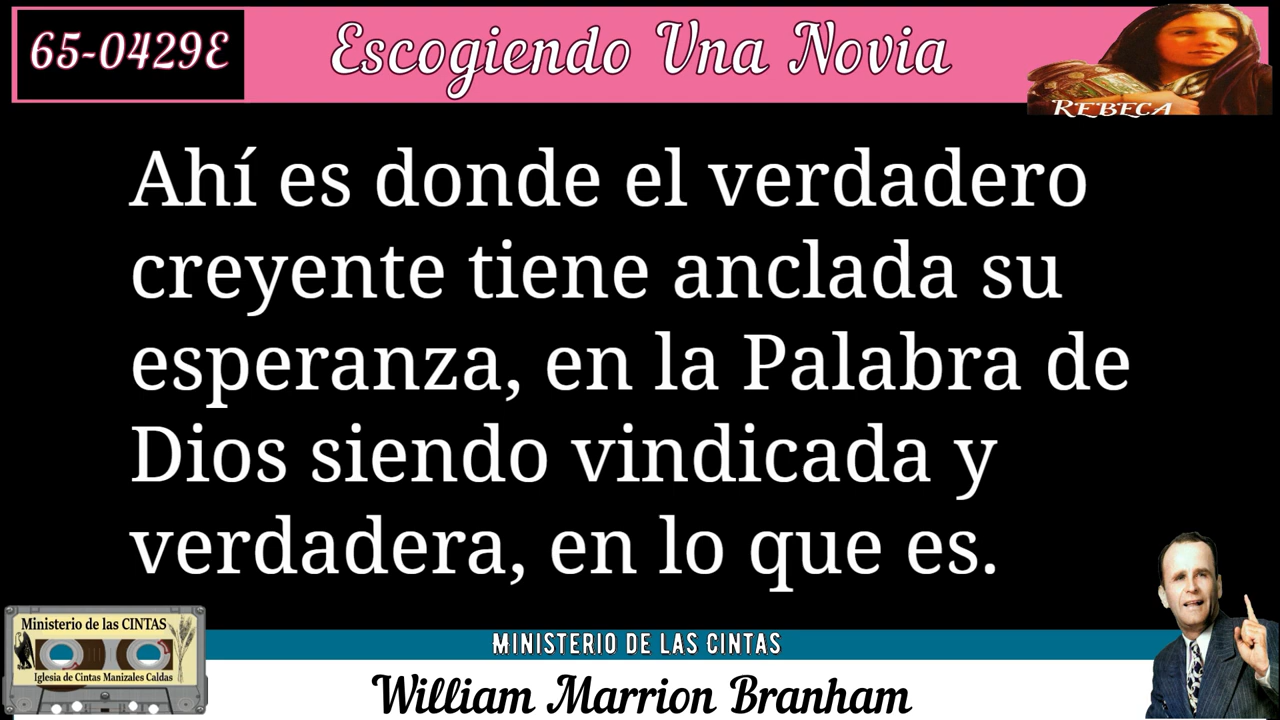 65-0429E
Escogiendo Una Novia
REBECA
Ahí es donde el verdadero
creyente tiene anclada su
esperanza, en la Palabra de
Dios siendo vindicada y
verdadera, en lo que es.
Ministerio de las CINTAS
Iglesia de Cintas Manizales Caldas
MINISTERIO DE LAS CINTAS
William Marrion Branham